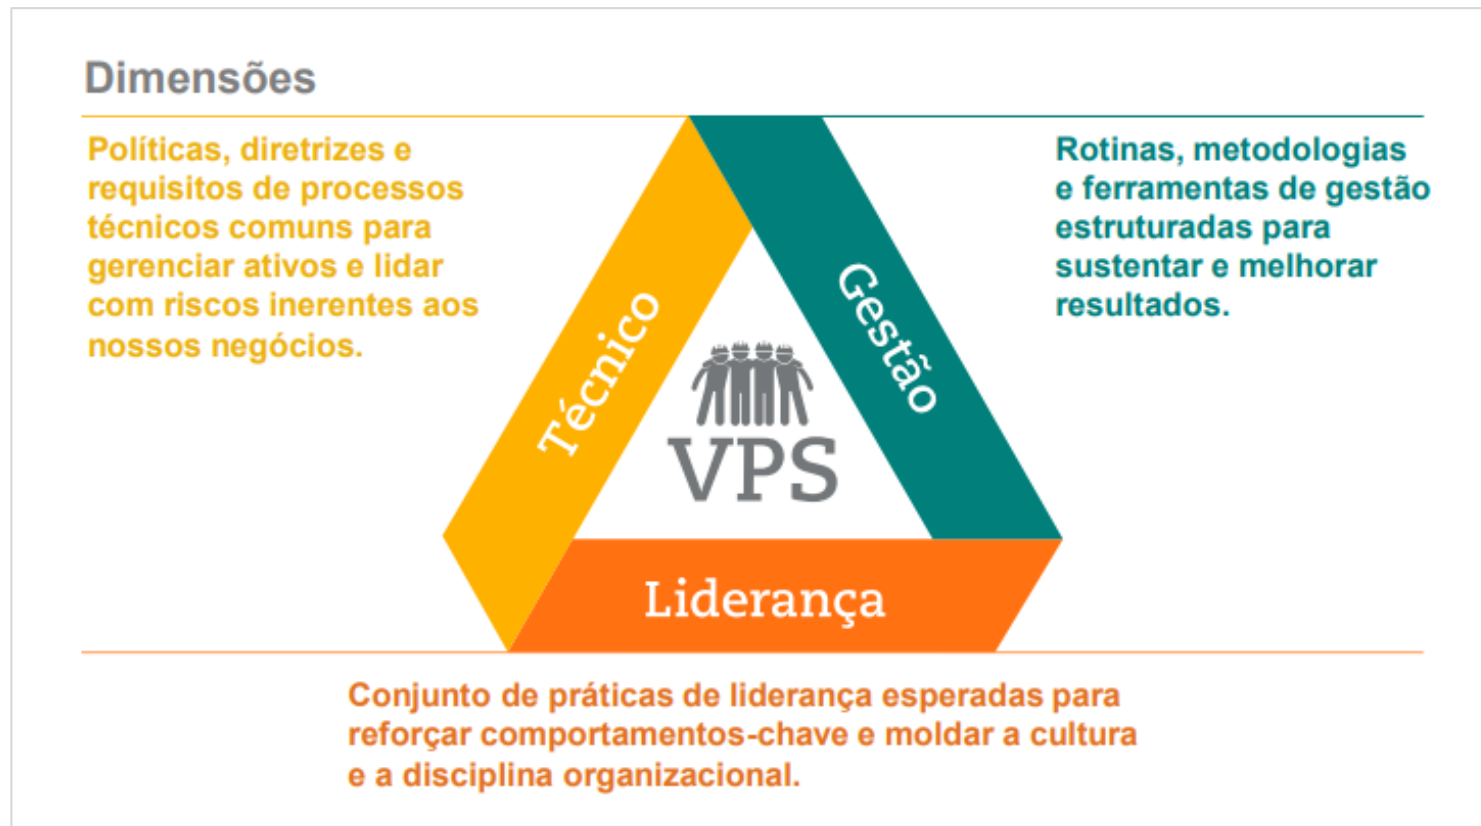 Dimensões
Políticas, diretrizes e
requisitos de processos
técnicos comuns para
gerenciar ativos e lidar
com riscos inerentes aos
nossos negócios.
Rotinas, metodologias
e ferramentas de gestão
estruturadas para
sustentar e melhorar
resultados.
Técnico
Gestão
VPS
Liderança
Conjunto de práticas de liderança esperadas para
reforçar comportamentos-chave e moldar a cultura
e a disciplina organizacional.